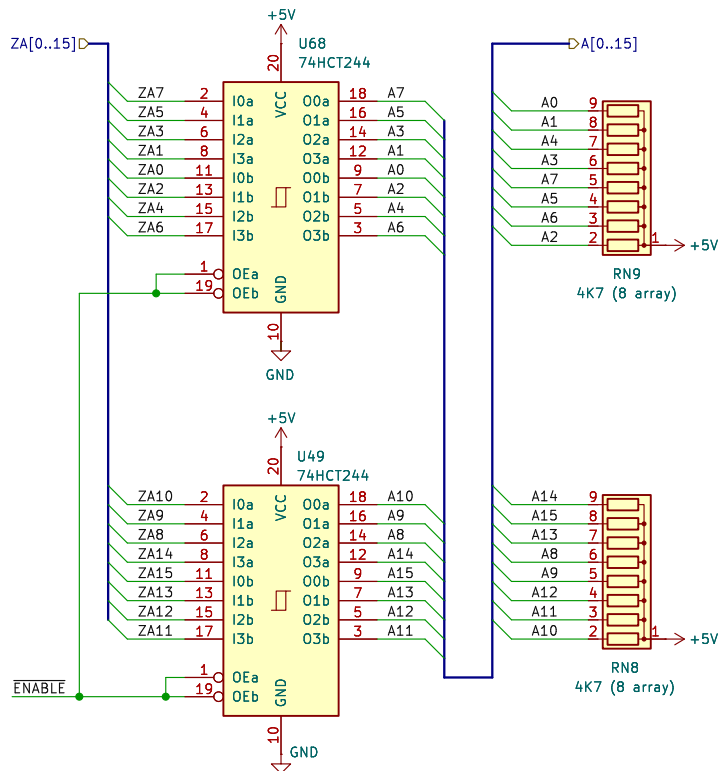 +5V
ZA[0..15]
U68
74HCT244
A[0..15]
20
VCC
ZA7 2 I0a O0a 18 A7
ZA5 4 I1a O1a 16 A5
ZA3 6 I2a O2a 14 A3
ZA1 8 I3a O3a 12 A1
ZA0 11 I0b O0b 9 A0
ZA2 13 I1b O1b 7 A2
ZA4 15 I2b O2b 5 A4
ZA6 17 I3b O3b 3 A6
1 OEa
19 OEb
GND
10
GND
A0 9
A1 8
A4 7
A3 6
A7 5
A5 4
A6 3
A2 2
1 +5V
RN9
4K7 (8 array)
+5V
U49
74HCT244
20
VCC
ZA10 2 I0a O0a 18 A10
ZA9 4 I1a O1a 16 A9
ZA8 6 I2a O2a 14 A8
ZA14 8 I3a O3a 12 A14
ZA15 11 I0b O0b 9 A15
ZA13 13 I1b O1b 7 A13
ZA12 15 I2b O2b 5 A12
ZA11 17 I3b O3b 3 A11
1 OEa
ENABLE 19 OEb
GND
10
GND
A14 9
A15 8
A13 7
A8 6
A9 5
A12 4
A11 3
A10 2
1 +5V
RN8
4K7 (8 array)